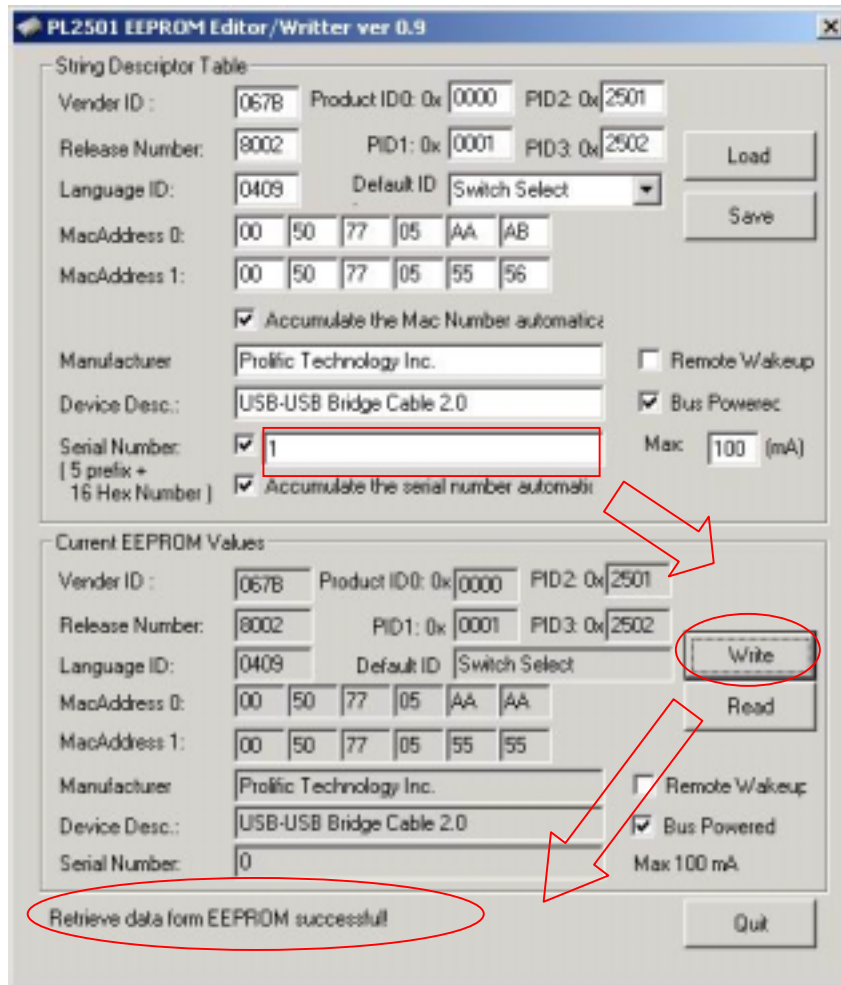 PL2501 EEPROM Editor/Writter ver 0.9
String Descriptor Table
Vender ID : 067B Product ID0: 0x 0000 PID2: 0x 2501
Release Number: 8002 PID1: 0x 0001 PID3: 0x 2502
Load
Language ID: 0409 Default ID Switch Select
Save
MacAddress 0: 00 50 77 05 AA AB
MacAddress 1: 00 50 77 05 55 56
Accumulate the Mac Number automatica
Manufacturer Prolific Technology Inc. Remote Wakeup
Device Desc.: USB-USB Bridge Cable 2.0 Bus Powerec
Serial Number: 1 Max: 100 (mA)
( 5 prefix +
16 Hex Number ) Accumulate the serial number automatic
Current EEPROM Values
Vender ID : 067B Product ID0: 0x 0000 PID2: 0x 2501
Release Number: 8002 PID1: 0x 0001 PID3: 0x 2502
Write
Language ID: 0409 Default ID Switch Select
MacAddress 0: 00 50 77 05 AA AA Read
MacAddress 1: 00 50 77 05 55 55
Manufacturer Prolific Technology Inc. Remote Wakeup
Device Desc.: USB-USB Bridge Cable 2.0 Bus Powered
Serial Number: 0 Max 100 mA
Retrieve data form EEPROM successful! Quit